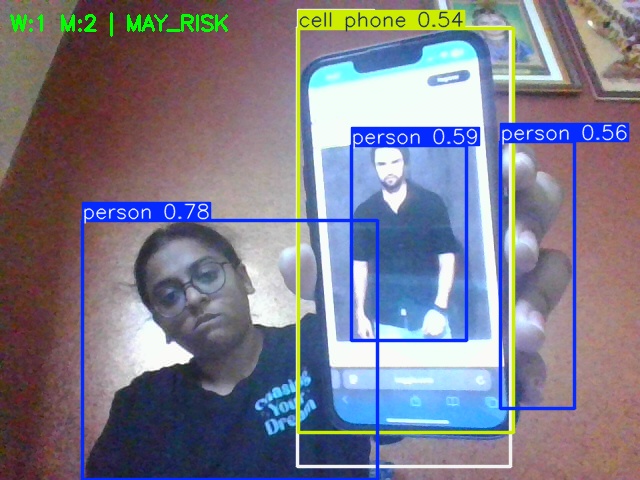 W:1 M:2 | MAY_RISK
cell phone 0.54
person 0.59
person 0.56
person 0.78
Chasing
Your
Dream